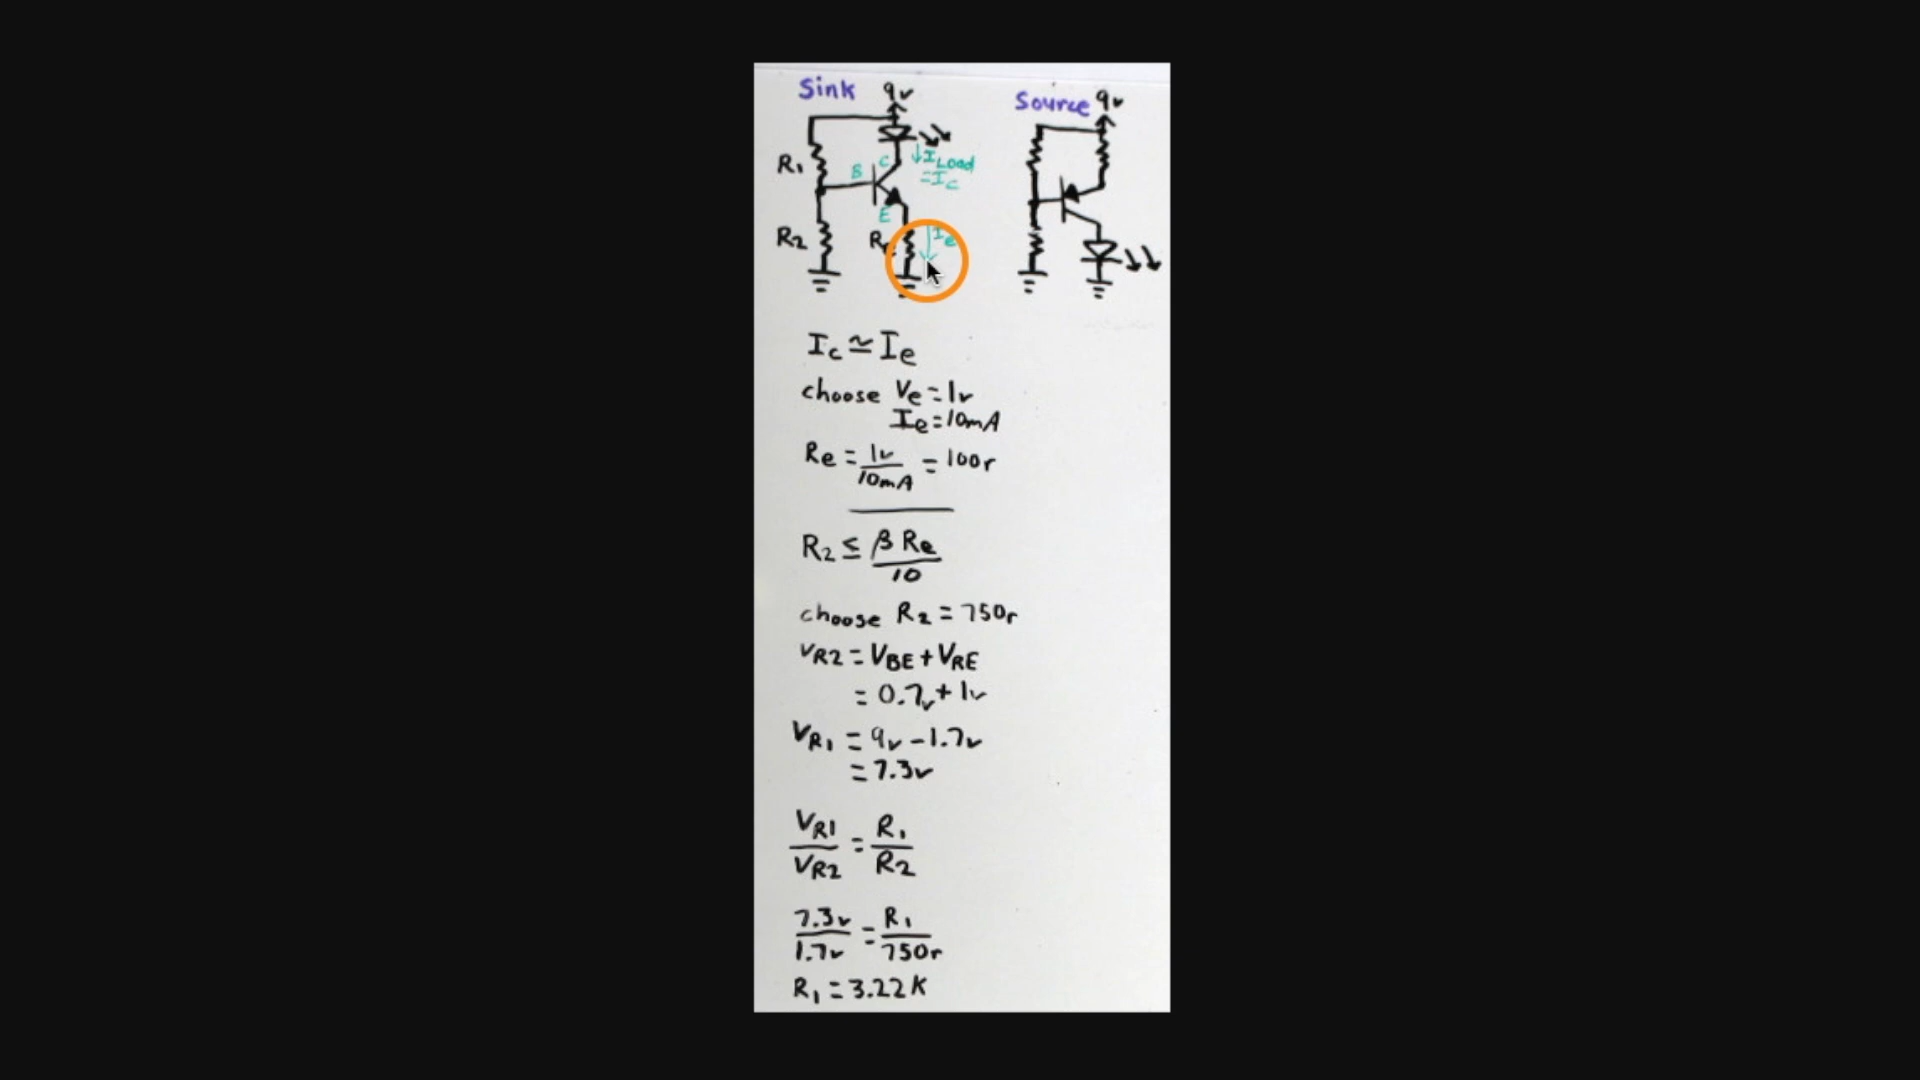 Sink 9v
R1
B
C
E
↓ILoad
=Ic
R2
Ie
Source 9v
Ic ≃ Ie
choose Ve = 1v
Ie = 10mA
Re = 1v/10mA = 100r
R2 ≤ β Re/10
choose R2 = 750r
VR2 = VBE + VRE
= 0.7v + 1v
VR1 = 9v - 1.7v
= 7.3v
VR1/VR2 = R1/R2
7.3v/1.7v = R1/750r
R1 = 3.22K